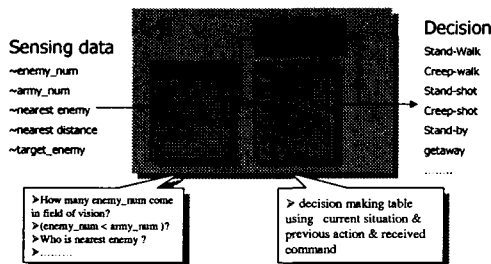 Sensing data
~enemy_num
~army_num
~nearest enemy
~nearest distance
~target_enemy
Decision
Stand-Walk
Creep-walk
Stand-shot
Creep-shot
Stand-by
getaway
........
➢How many enemy_num come
in field of vision?
➢(enemy_num < army_num )?
➢Who is nearest enemy ?
➢.........
➢ decision making table
using current situation &
previous action & received
command